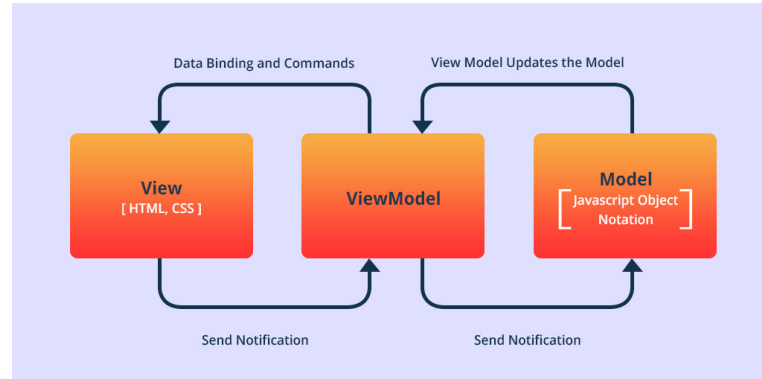 Data Binding and Commands
View Model Updates the Model
View
[ HTML, CSS ]
ViewModel
Model
[Javascript Object
Notation]
Send Notification
Send Notification